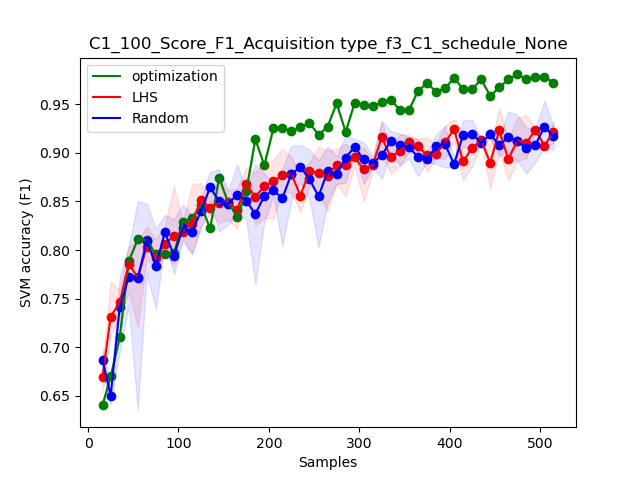 C1_100_Score_F1_Acquisition type_f3_C1_schedule_None
optimization
LHS
Random
SVM accuracy (F1)
0.95
0.90
0.85
0.80
0.75
0.70
0.65
0
100
200
300
400
500
Samples